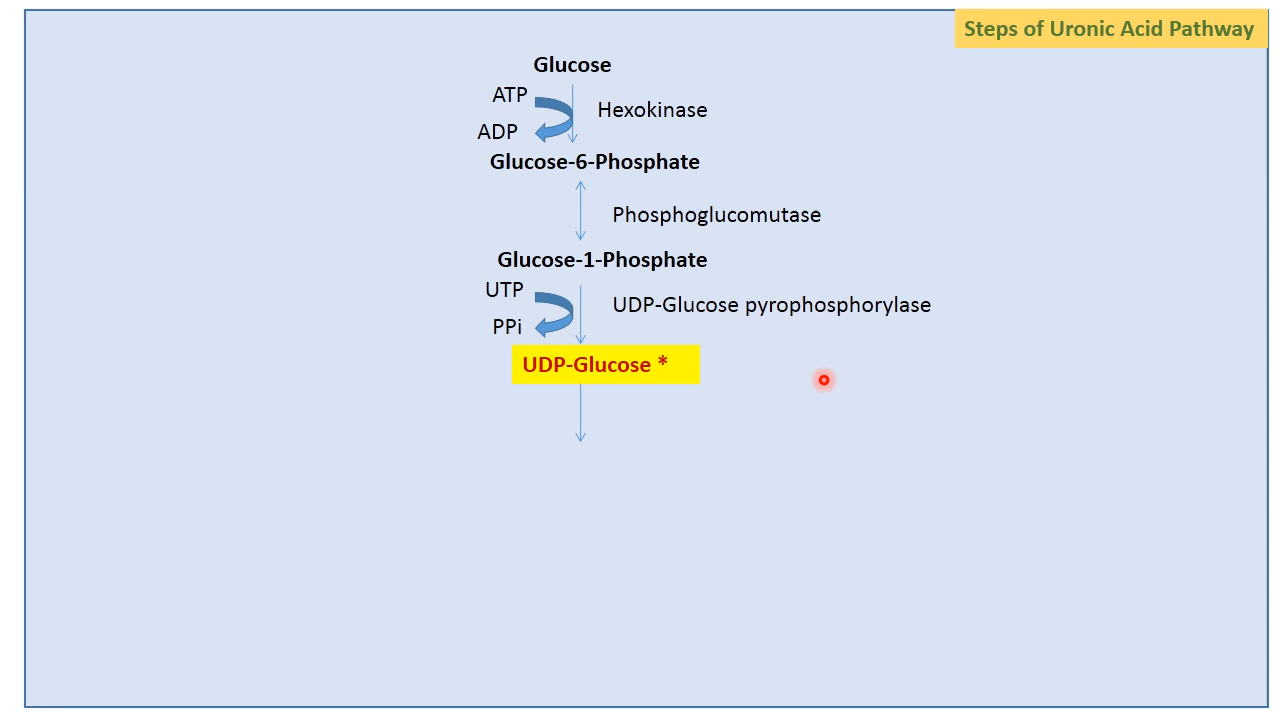 Steps of Uronic Acid Pathway
Glucose
ATP
Hexokinase
ADP
Glucose-6-Phosphate
Phosphoglucomutase
Glucose-1-Phosphate
UTP
UDP-Glucose pyrophosphorylase
PPi
UDP-Glucose *